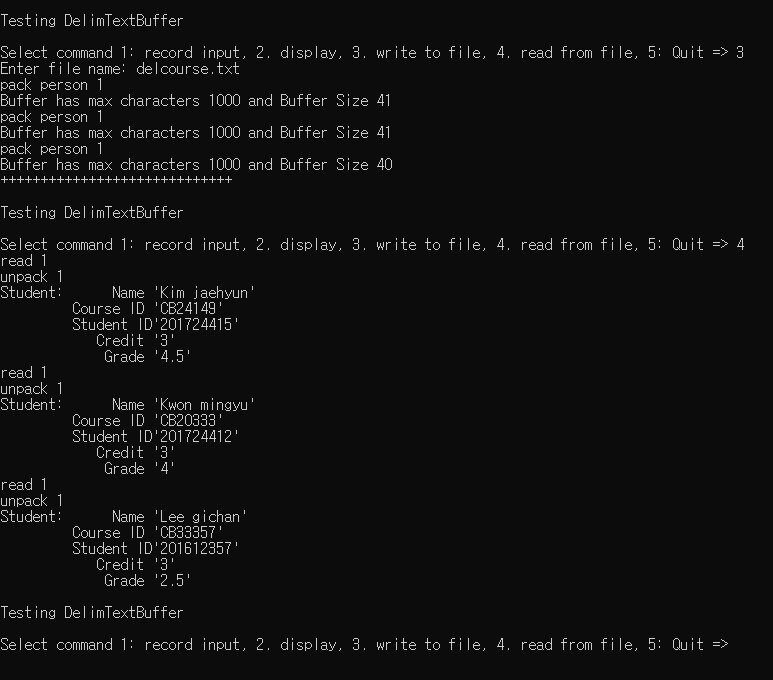 Testing DelimTextBuffer
Select command 1: record input, 2. display, 3. write to file, 4. read from file, 5: Quit => 3
Enter file name: delcourse.txt
pack person 1
Buffer has max characters 1000 and Buffer Size 41
pack person 1
Buffer has max characters 1000 and Buffer Size 41
pack person 1
Buffer has max characters 1000 and Buffer Size 40
+++++++++++++++++++++++++++++
Testing DelimTextBuffer
Select command 1: record input, 2. display, 3. write to file, 4. read from file, 5: Quit => 4
read 1
unpack 1
Student:      Name 'Kim jaehyun'
Course ID 'CB24149'
Student ID'201724415'
Credit '3'
Grade '4.5'
read 1
unpack 1
Student:      Name 'Kwon mingyu'
Course ID 'CB20333'
Student ID'201724412'
Credit '3'
Grade '4'
read 1
unpack 1
Student:      Name 'Lee gichan'
Course ID 'CB33357'
Student ID'201612357'
Credit '3'
Grade '2.5'
Testing DelimTextBuffer
Select command 1: record input, 2. display, 3. write to file, 4. read from file, 5: Quit =>